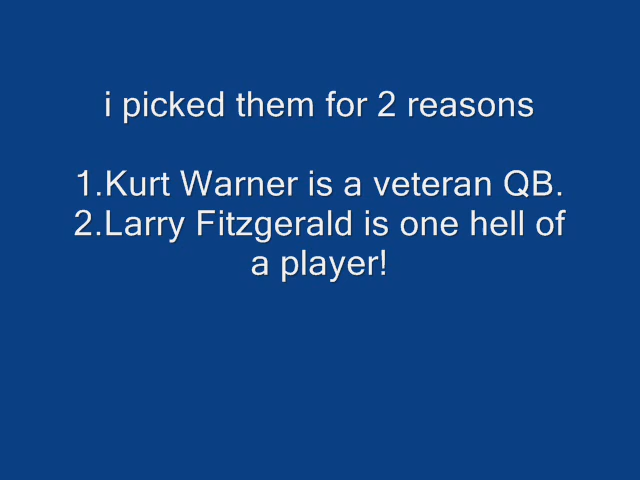 i picked them for 2 reasons
1.Kurt Warner is a veteran QB.
2.Larry Fitzgerald is one hell of
a player!